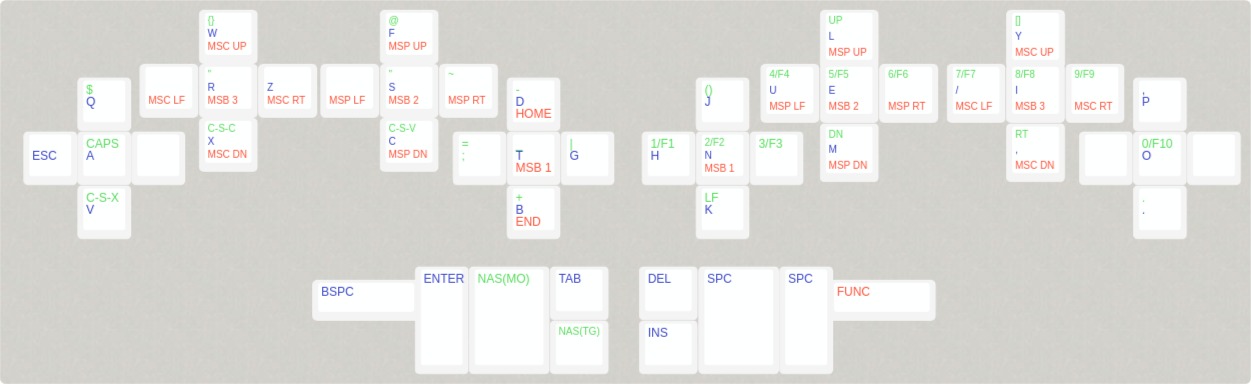 {}
W
MSC UP
@
F
MSP UP
UP
L
MSP UP
[]
Y
MSC UP
$
Q
MSC LF
"
R
MSB 3
Z
MSC RT
MSP LF
"
S
MSB 2
~
MSP RT
-
D
HOME
()
J
4/F4
U
MSP LF
5/F5
E
MSB 2
6/F6
MSP RT
7/F7
/
MSC LF
8/F8
I
MSB 3
9/F9
MSC RT
,
P
ESC
CAPS
A
C-S-C
X
MSC DN
C-S-V
C
MSP DN
=
;
T
MSB 1
|
G
1/F1
H
2/F2
N
MSB 1
3/F3
DN
M
MSP DN
RT
,
MSC DN
0/F10
O
C-S-X
V
+
B
END
LF
K
.
.
BSPC
ENTER
NAS(MO)
TAB
DEL
SPC
SPC
FUNC
NAS(TG)
INS